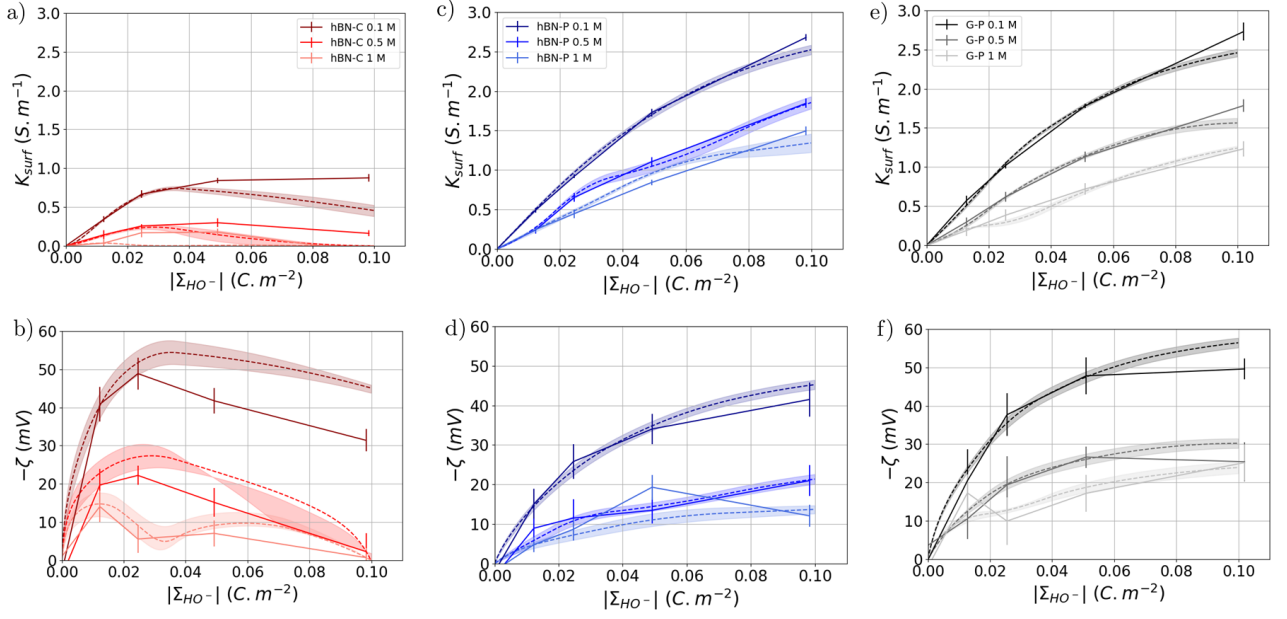 a)
3.0
2.5
2.0
1.5
1.0
0.5
0.0
K_surf (S.m⁻¹)
hBN-C 0.1 M
hBN-C 0.5 M
hBN-C 1 M
0.00 0.02 0.04 0.06 0.08 0.10
|Σ_HO⁻| (C.m⁻²)
c)
3.0
2.5
2.0
1.5
1.0
0.5
0.0
K_surf (S.m⁻¹)
hBN-P 0.1 M
hBN-P 0.5 M
hBN-P 1 M
0.00 0.02 0.04 0.06 0.08 0.10
|Σ_HO⁻| (C.m⁻²)
e)
3.0
2.5
2.0
1.5
1.0
0.5
0.0
K_surf (S.m⁻¹)
G-P 0.1 M
G-P 0.5 M
G-P 1 M
0.00 0.02 0.04 0.06 0.08 0.10
|Σ_HO⁻| (C.m⁻²)
b)
60
50
40
30
20
10
0
−ζ (mV)
0.00 0.02 0.04 0.06 0.08 0.10
|Σ_HO⁻| (C.m⁻²)
d)
60
50
40
30
20
10
0
−ζ (mV)
0.00 0.02 0.04 0.06 0.08 0.10
|Σ_HO⁻| (C.m⁻²)
f)
60
50
40
30
20
10
0
−ζ (mV)
0.00 0.02 0.04 0.06 0.08 0.10
|Σ_HO⁻| (C.m⁻²)